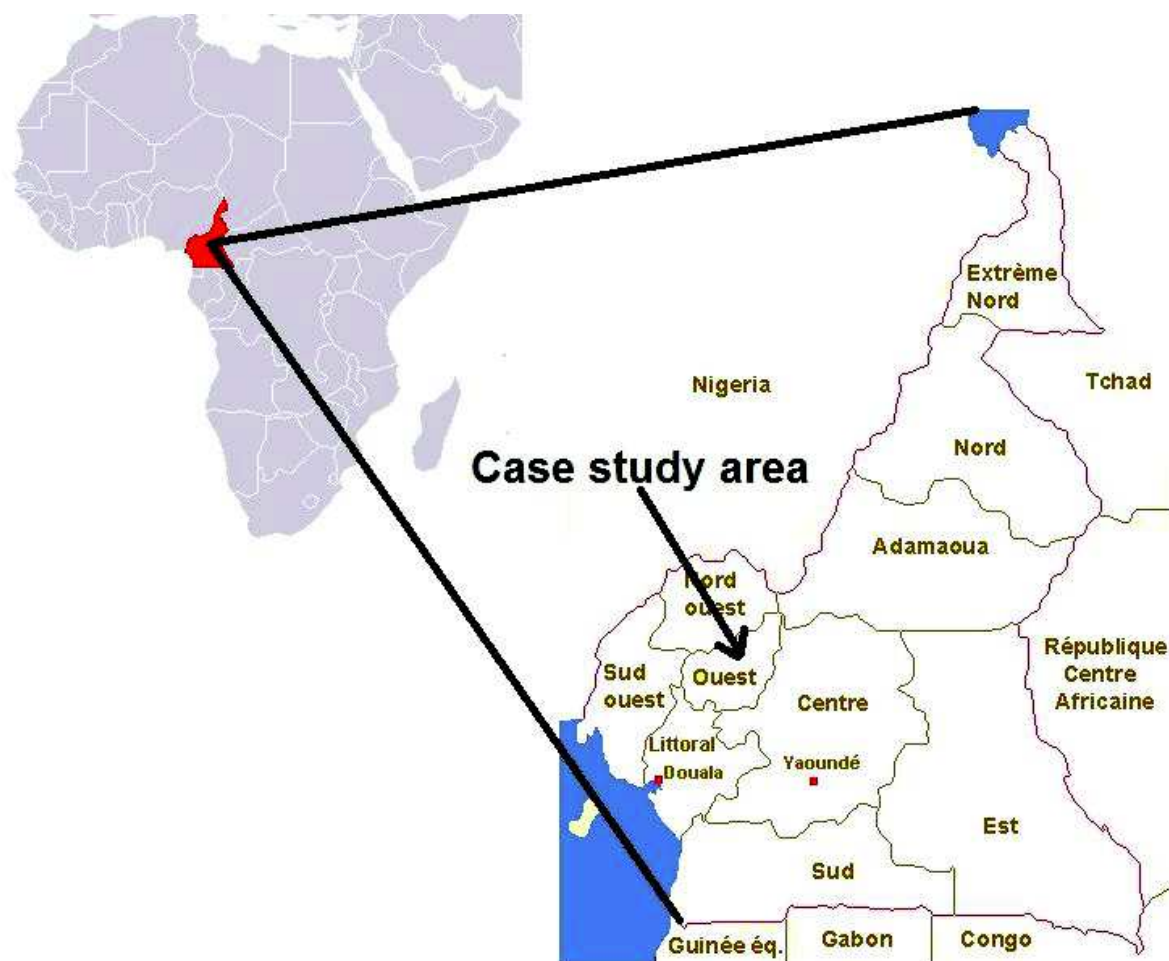 Extrème
Nord
Nigeria
Tchad
Nord
Case study area
Adamaoua
Nord
ouest
République
Centre
Africaine
Sud
ouest
Ouest
Centre
Littoral
Douala
Yaoundé
Est
Sud
Guinée éq.
Gabon
Congo